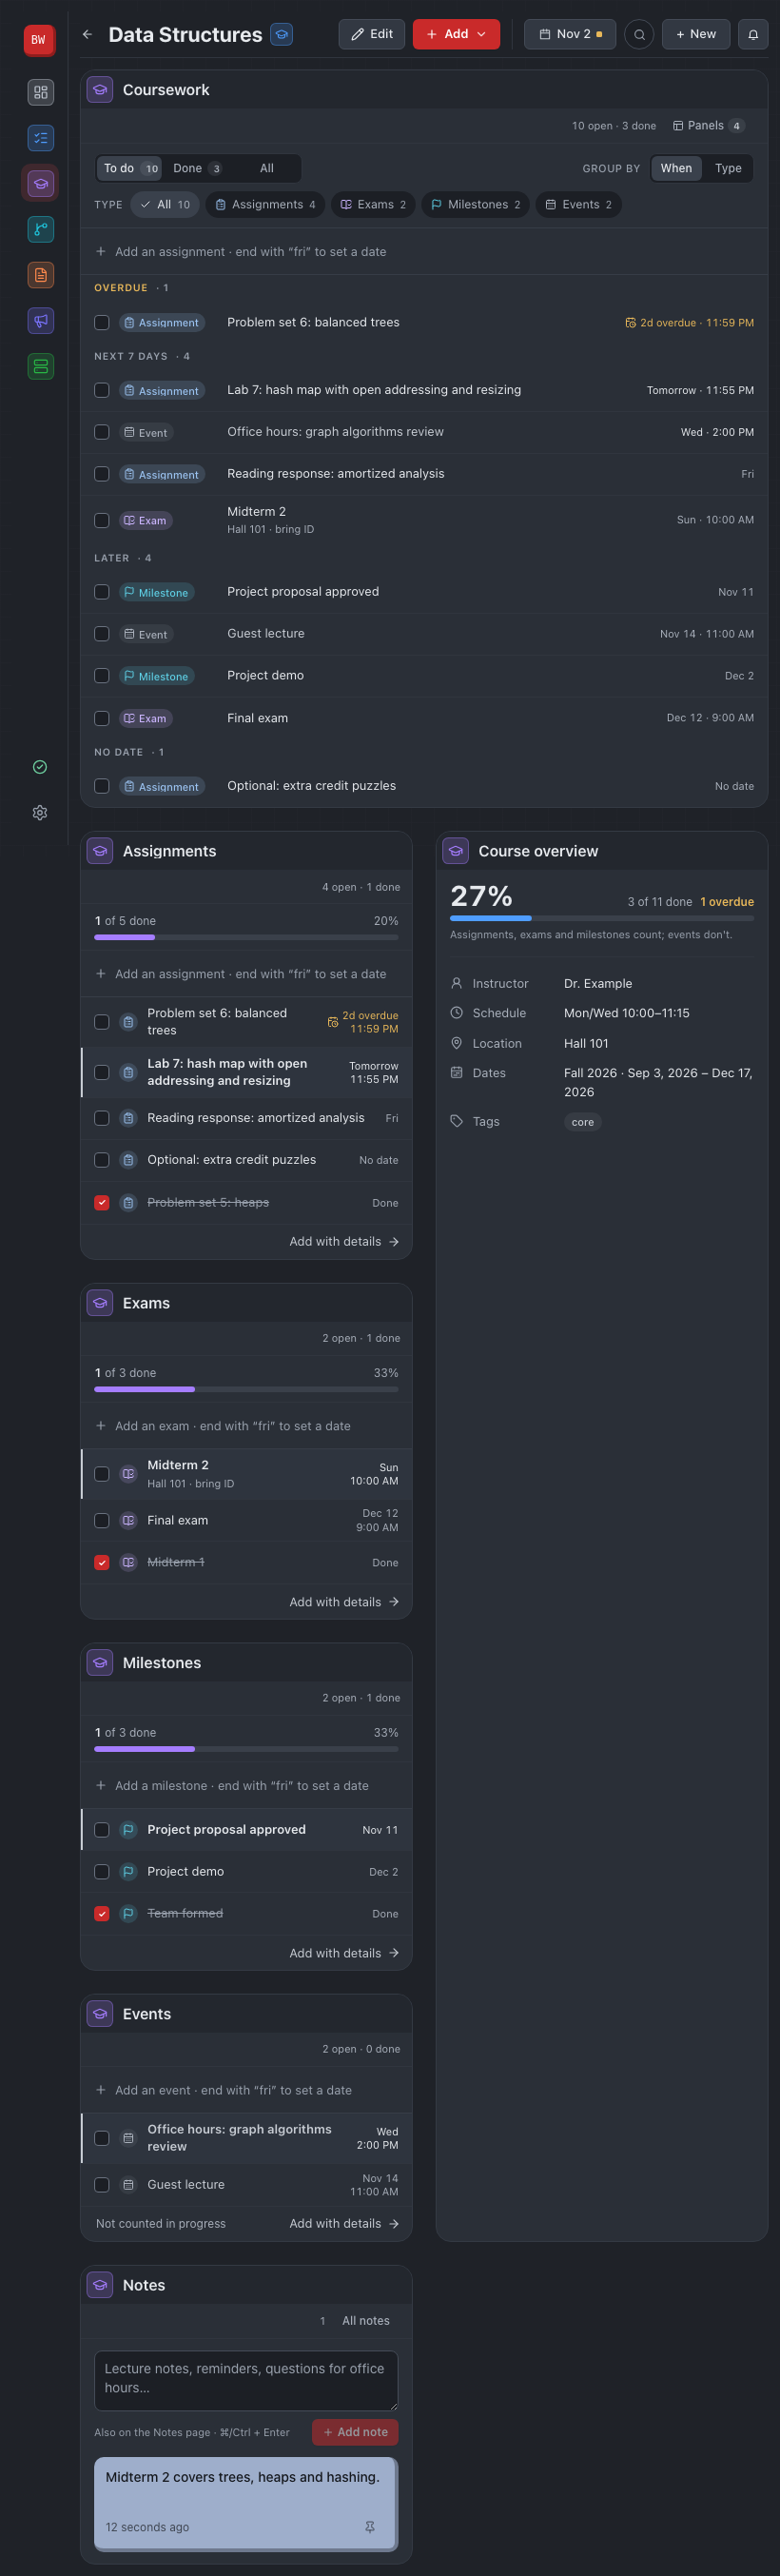 BW
Data Structures
Edit
Add
Nov 2
+ New
Coursework
10 open · 3 done
Panels 4
To do 10
Done 3
All
GROUP BY
When
Type
TYPE
All 10
Assignments 4
Exams 2
Milestones 2
Events 2
Add an assignment · end with “fri” to set a date
OVERDUE · 1
Assignment Problem set 6: balanced trees 2d overdue · 11:59 PM
NEXT 7 DAYS · 4
Assignment Lab 7: hash map with open addressing and resizing Tomorrow · 11:55 PM
Event Office hours: graph algorithms review Wed · 2:00 PM
Assignment Reading response: amortized analysis Fri
Exam Midterm 2 Sun · 10:00 AM
Hall 101 · bring ID
LATER · 4
Milestone Project proposal approved Nov 11
Event Guest lecture Nov 14 · 11:00 AM
Milestone Project demo Dec 2
Exam Final exam Dec 12 · 9:00 AM
NO DATE · 1
Assignment Optional: extra credit puzzles No date
Assignments
4 open · 1 done
1 of 5 done 20%
Add an assignment · end with “fri” to set a date
Problem set 6: balanced
trees
2d overdue
11:59 PM
Lab 7: hash map with open
addressing and resizing
Tomorrow
11:55 PM
Reading response: amortized analysis Fri
Optional: extra credit puzzles No date
Problem set 5: heaps Done
Add with details
Course overview
27% 3 of 11 done 1 overdue
Assignments, exams and milestones count; events don't.
Instructor Dr. Example
Schedule Mon/Wed 10:00–11:15
Location Hall 101
Dates Fall 2026 · Sep 3, 2026 – Dec 17,
2026
Tags core
Exams
2 open · 1 done
1 of 3 done 33%
Add an exam · end with “fri” to set a date
Midterm 2
Hall 101 · bring ID
Sun
10:00 AM
Final exam
Dec 12
9:00 AM
Midterm 1 Done
Add with details
Milestones
2 open · 1 done
1 of 3 done 33%
Add a milestone · end with “fri” to set a date
Project proposal approved Nov 11
Project demo Dec 2
Team formed Done
Add with details
Events
2 open · 0 done
Add an event · end with “fri” to set a date
Office hours: graph algorithms
review
Wed
2:00 PM
Guest lecture
Nov 14
11:00 AM
Not counted in progress Add with details
Notes
1 All notes
Lecture notes, reminders, questions for office
hours…
Also on the Notes page · ⌘/Ctrl + Enter
+ Add note
Midterm 2 covers trees, heaps and hashing.
12 seconds ago